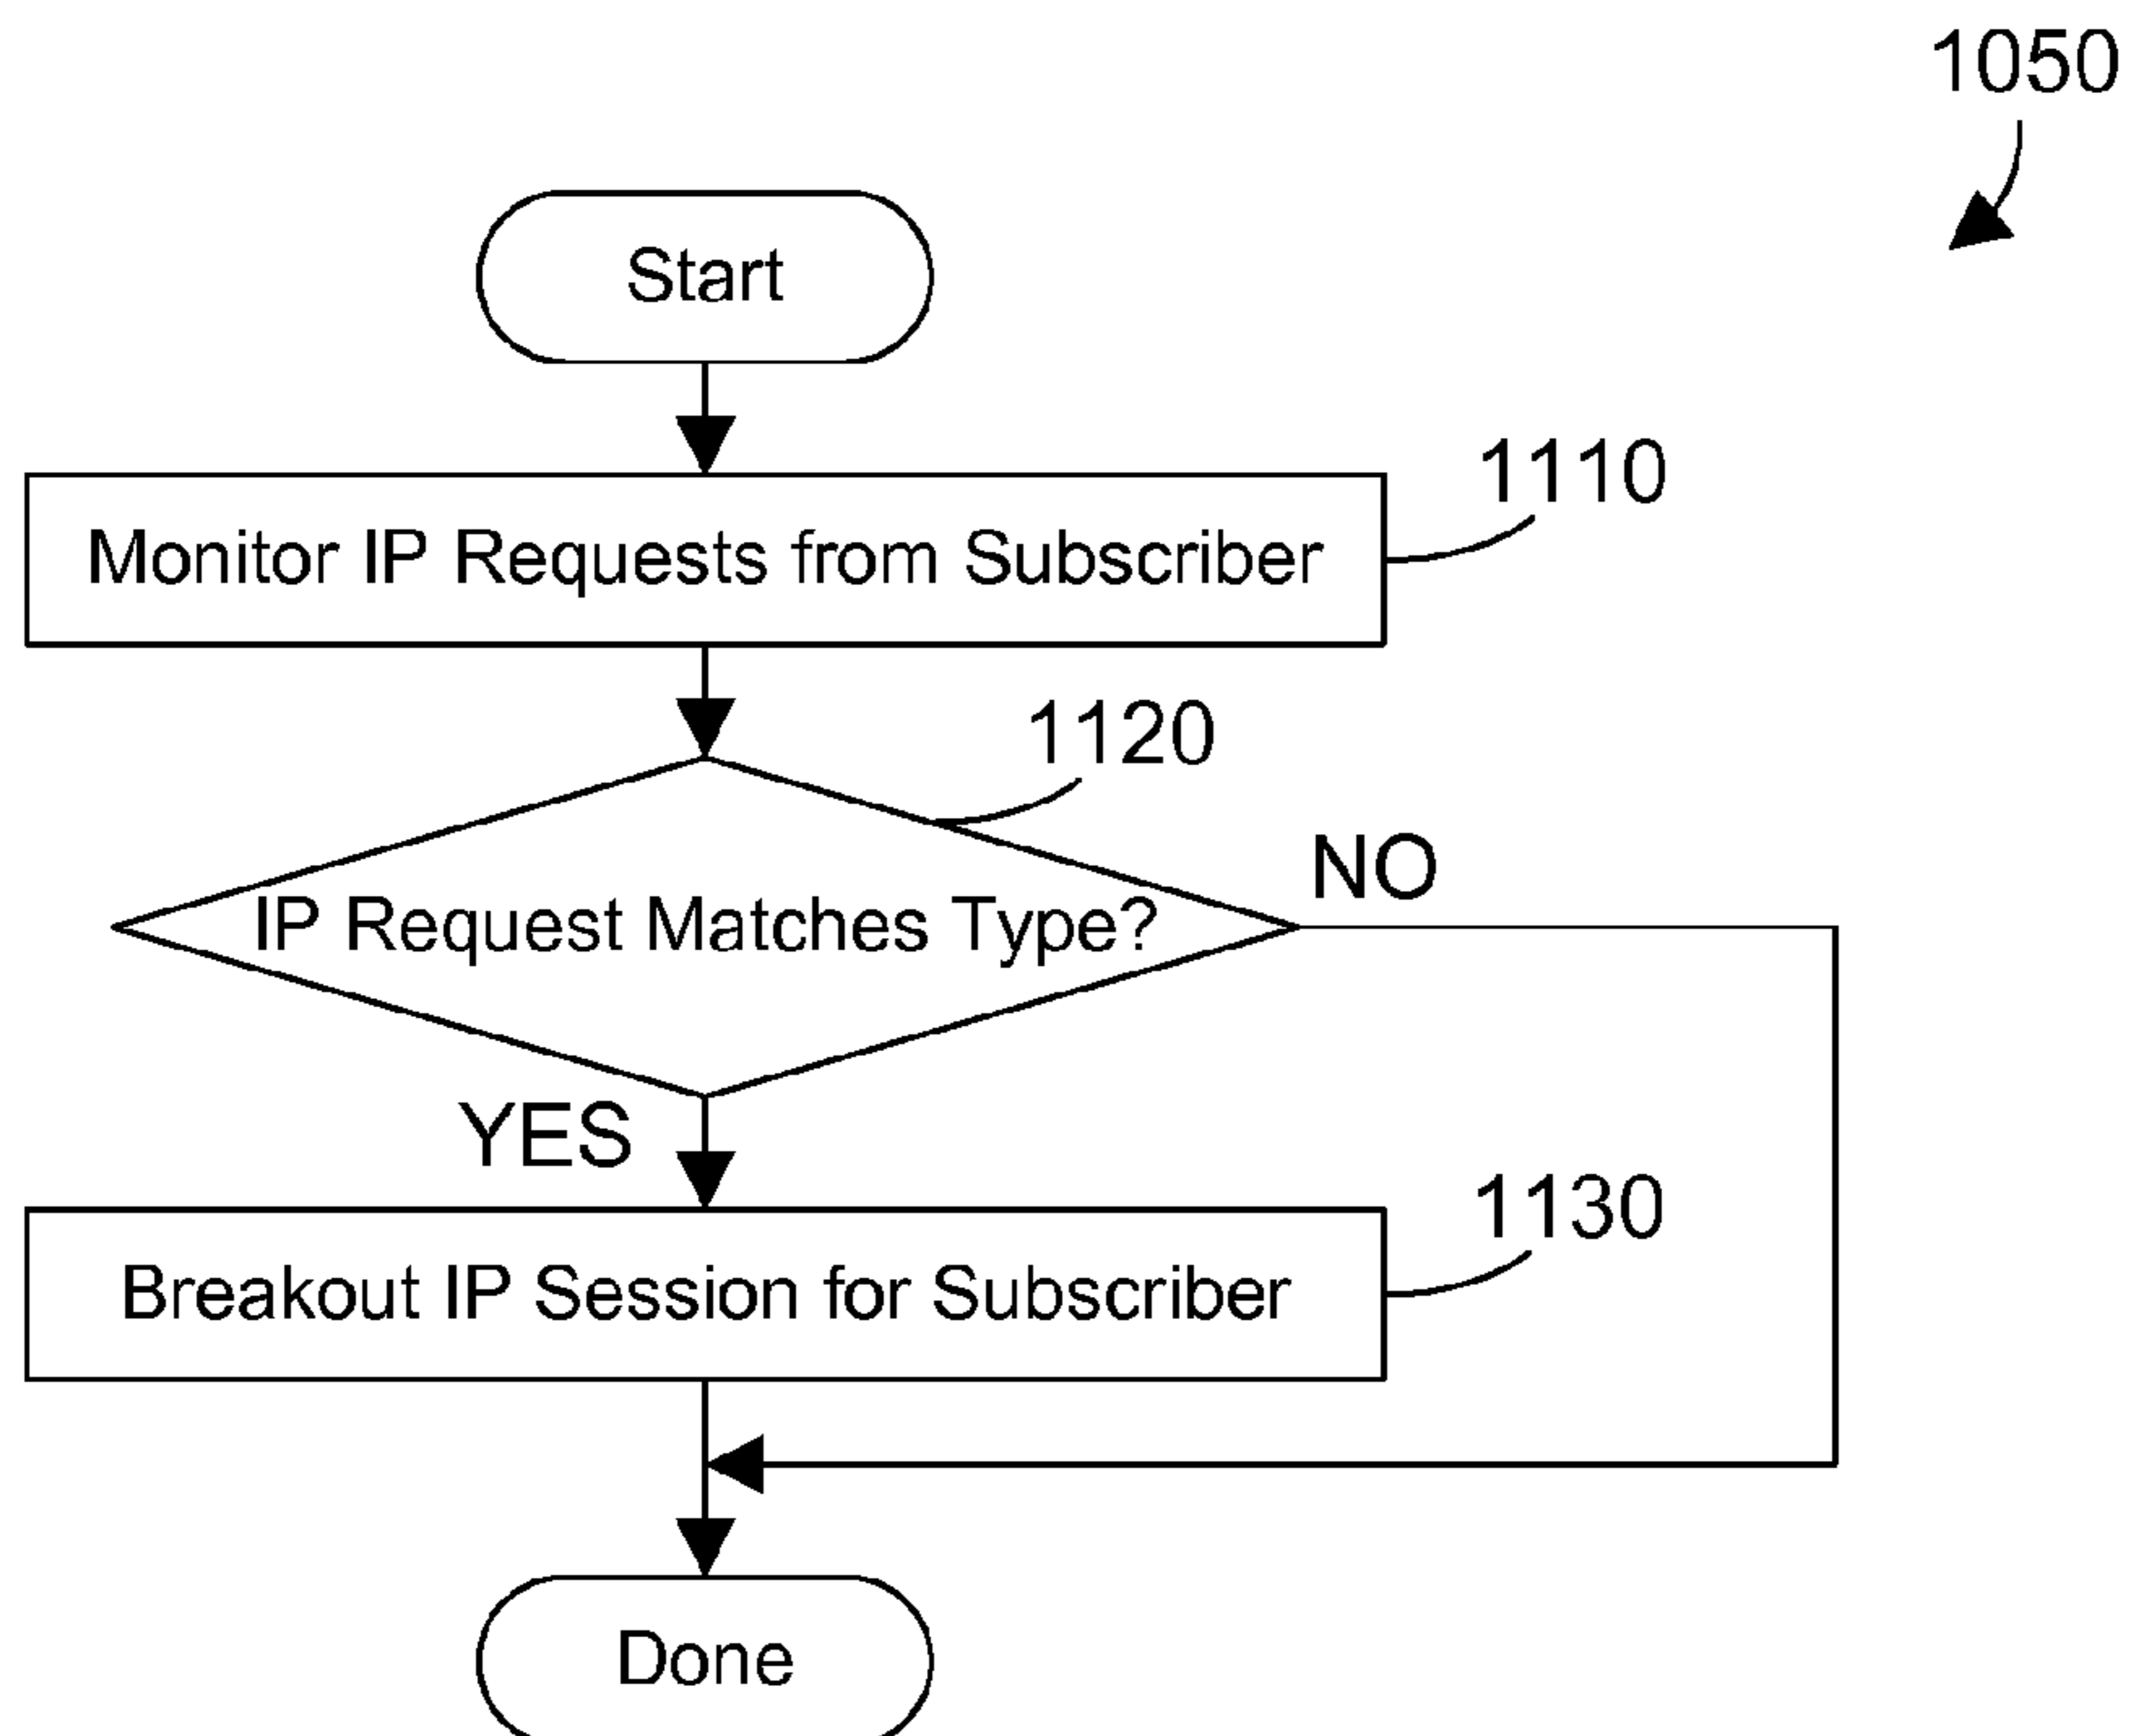 1050
Start
1110
Monitor IP Requests from Subscriber
1120
NO
IP Request Matches Type?
YES
1130
Breakout IP Session for Subscriber
Done